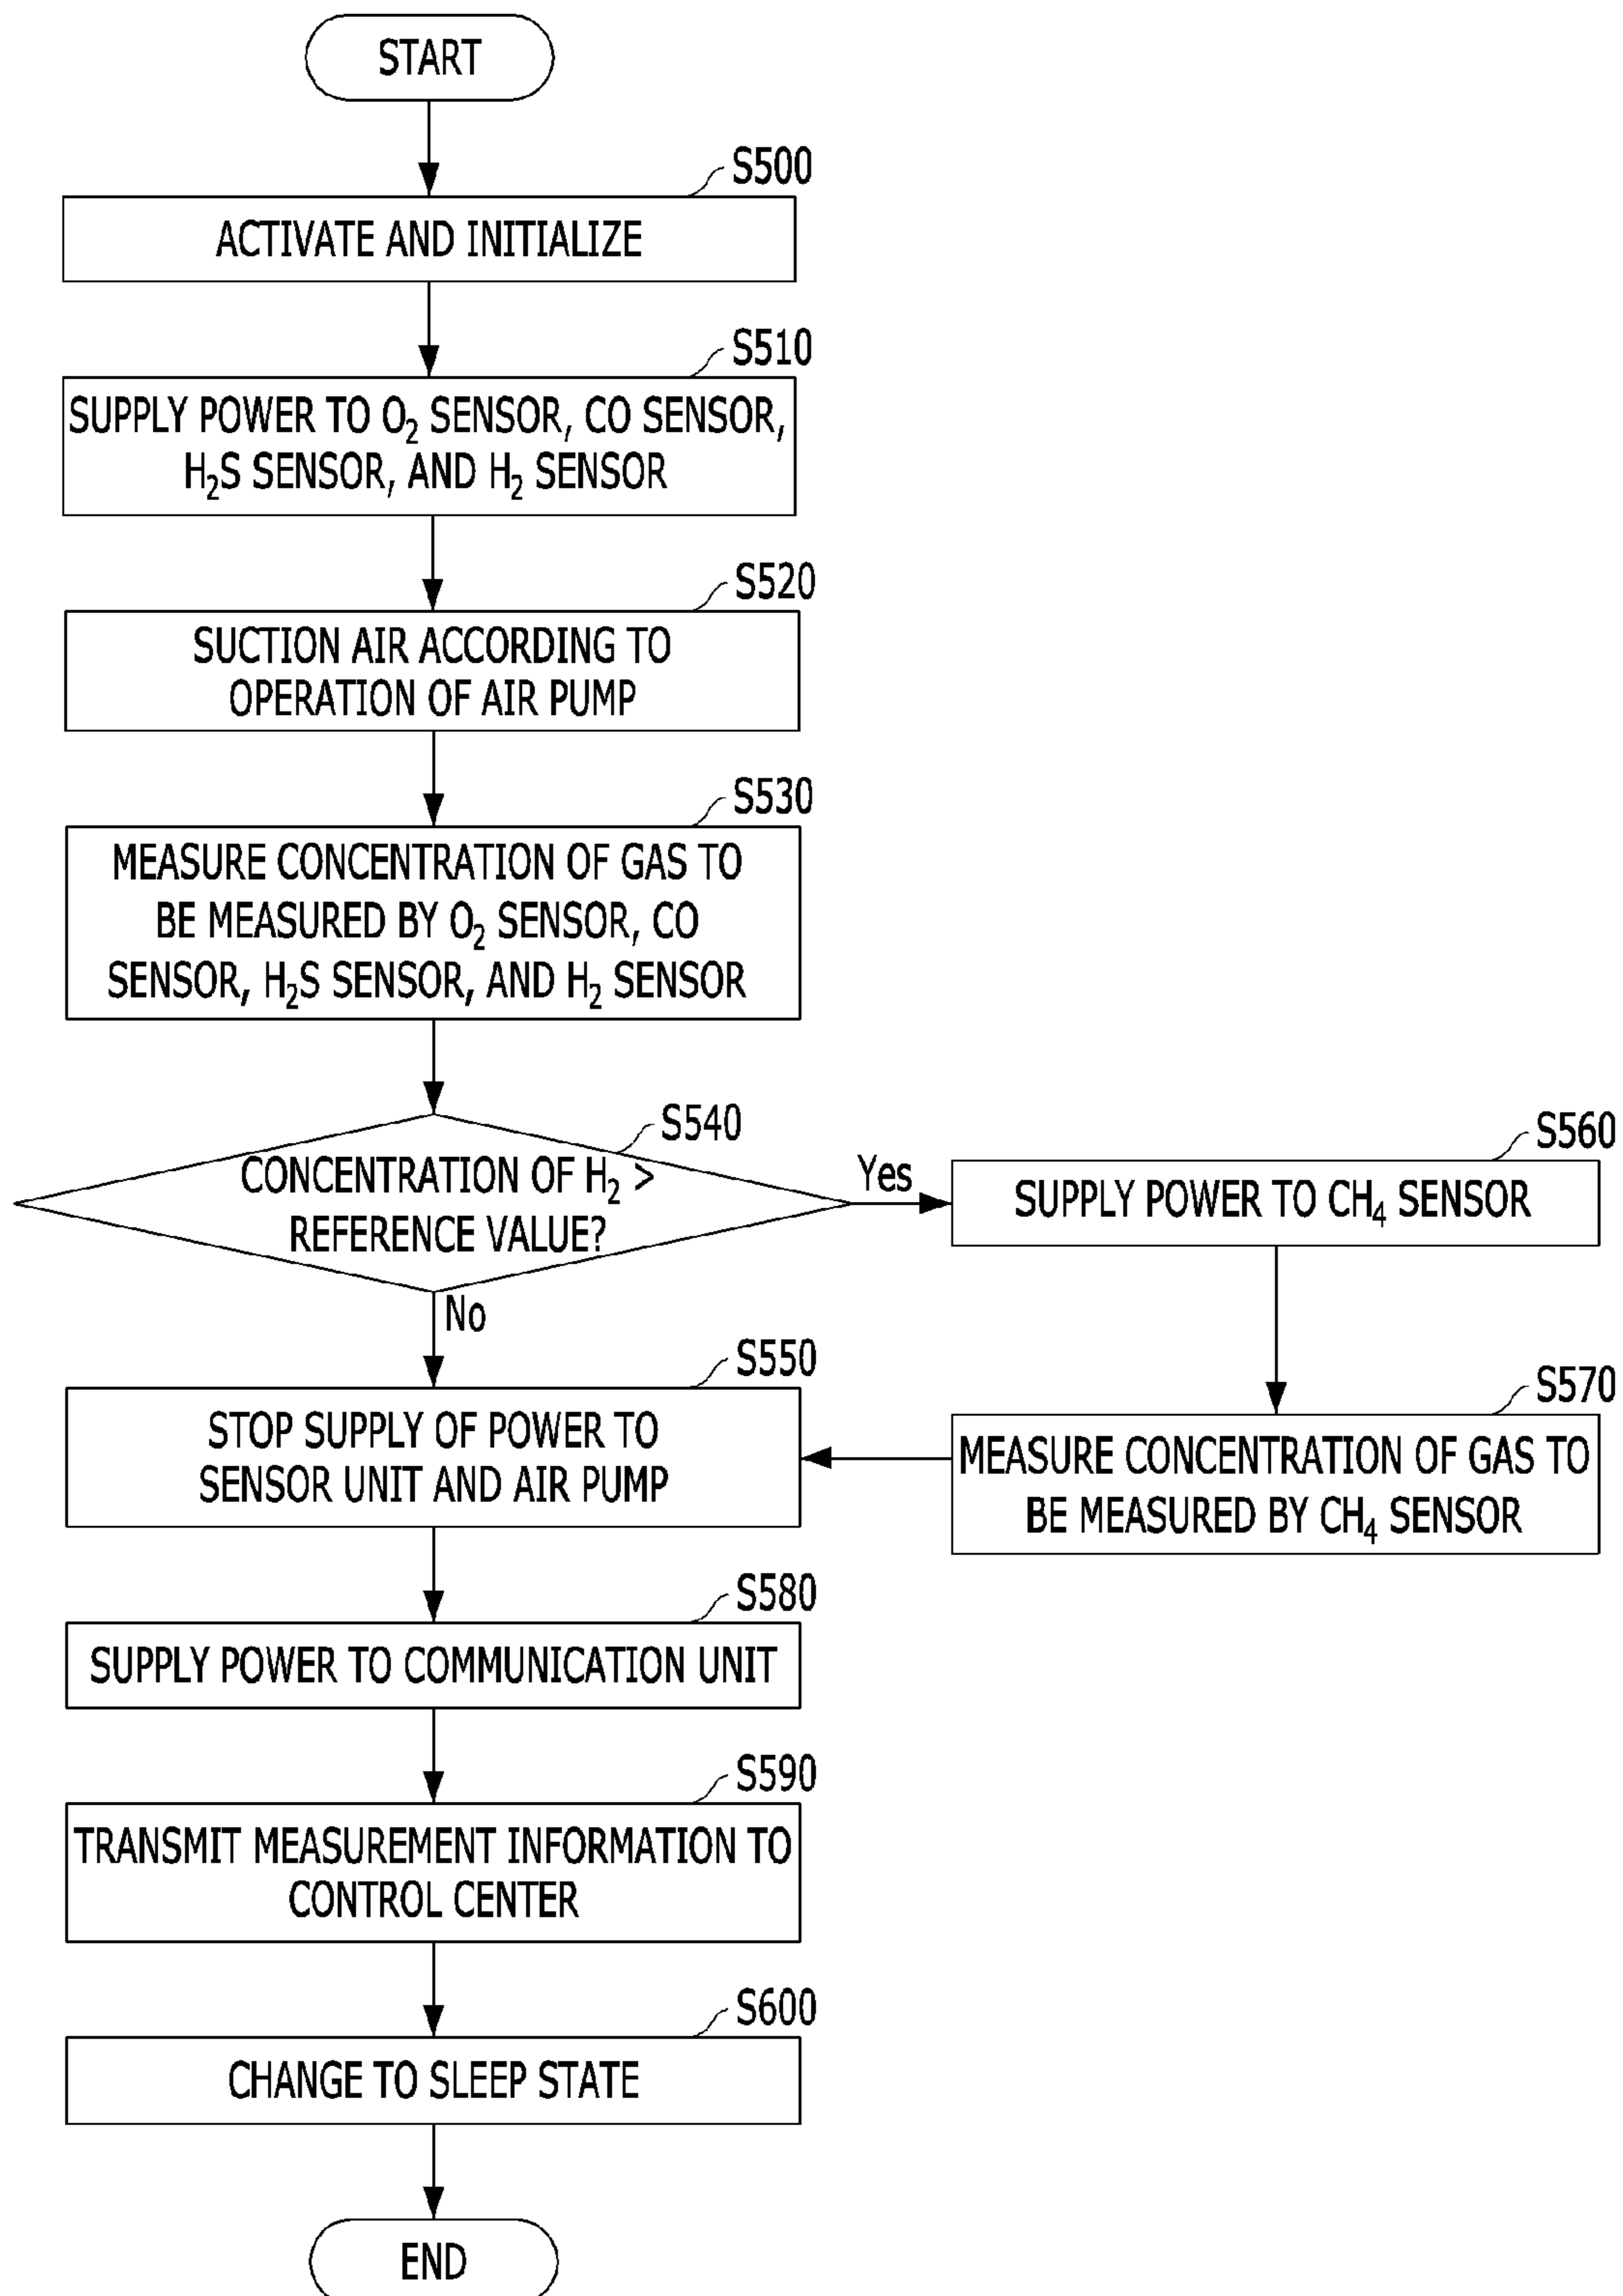 START
S500
ACTIVATE AND INITIALIZE
S510
SUPPLY POWER TO O₂ SENSOR, CO SENSOR,
H₂S SENSOR, AND H₂ SENSOR
S520
SUCTION AIR ACCORDING TO
OPERATION OF AIR PUMP
S530
MEASURE CONCENTRATION OF GAS TO
BE MEASURED BY O₂ SENSOR, CO
SENSOR, H₂S SENSOR, AND H₂ SENSOR
S540
CONCENTRATION OF H₂ >
REFERENCE VALUE?
Yes
S560
SUPPLY POWER TO CH₄ SENSOR
No
S550
STOP SUPPLY OF POWER TO
SENSOR UNIT AND AIR PUMP
S570
MEASURE CONCENTRATION OF GAS TO
BE MEASURED BY CH₄ SENSOR
S580
SUPPLY POWER TO COMMUNICATION UNIT
S590
TRANSMIT MEASUREMENT INFORMATION TO
CONTROL CENTER
S600
CHANGE TO SLEEP STATE
END